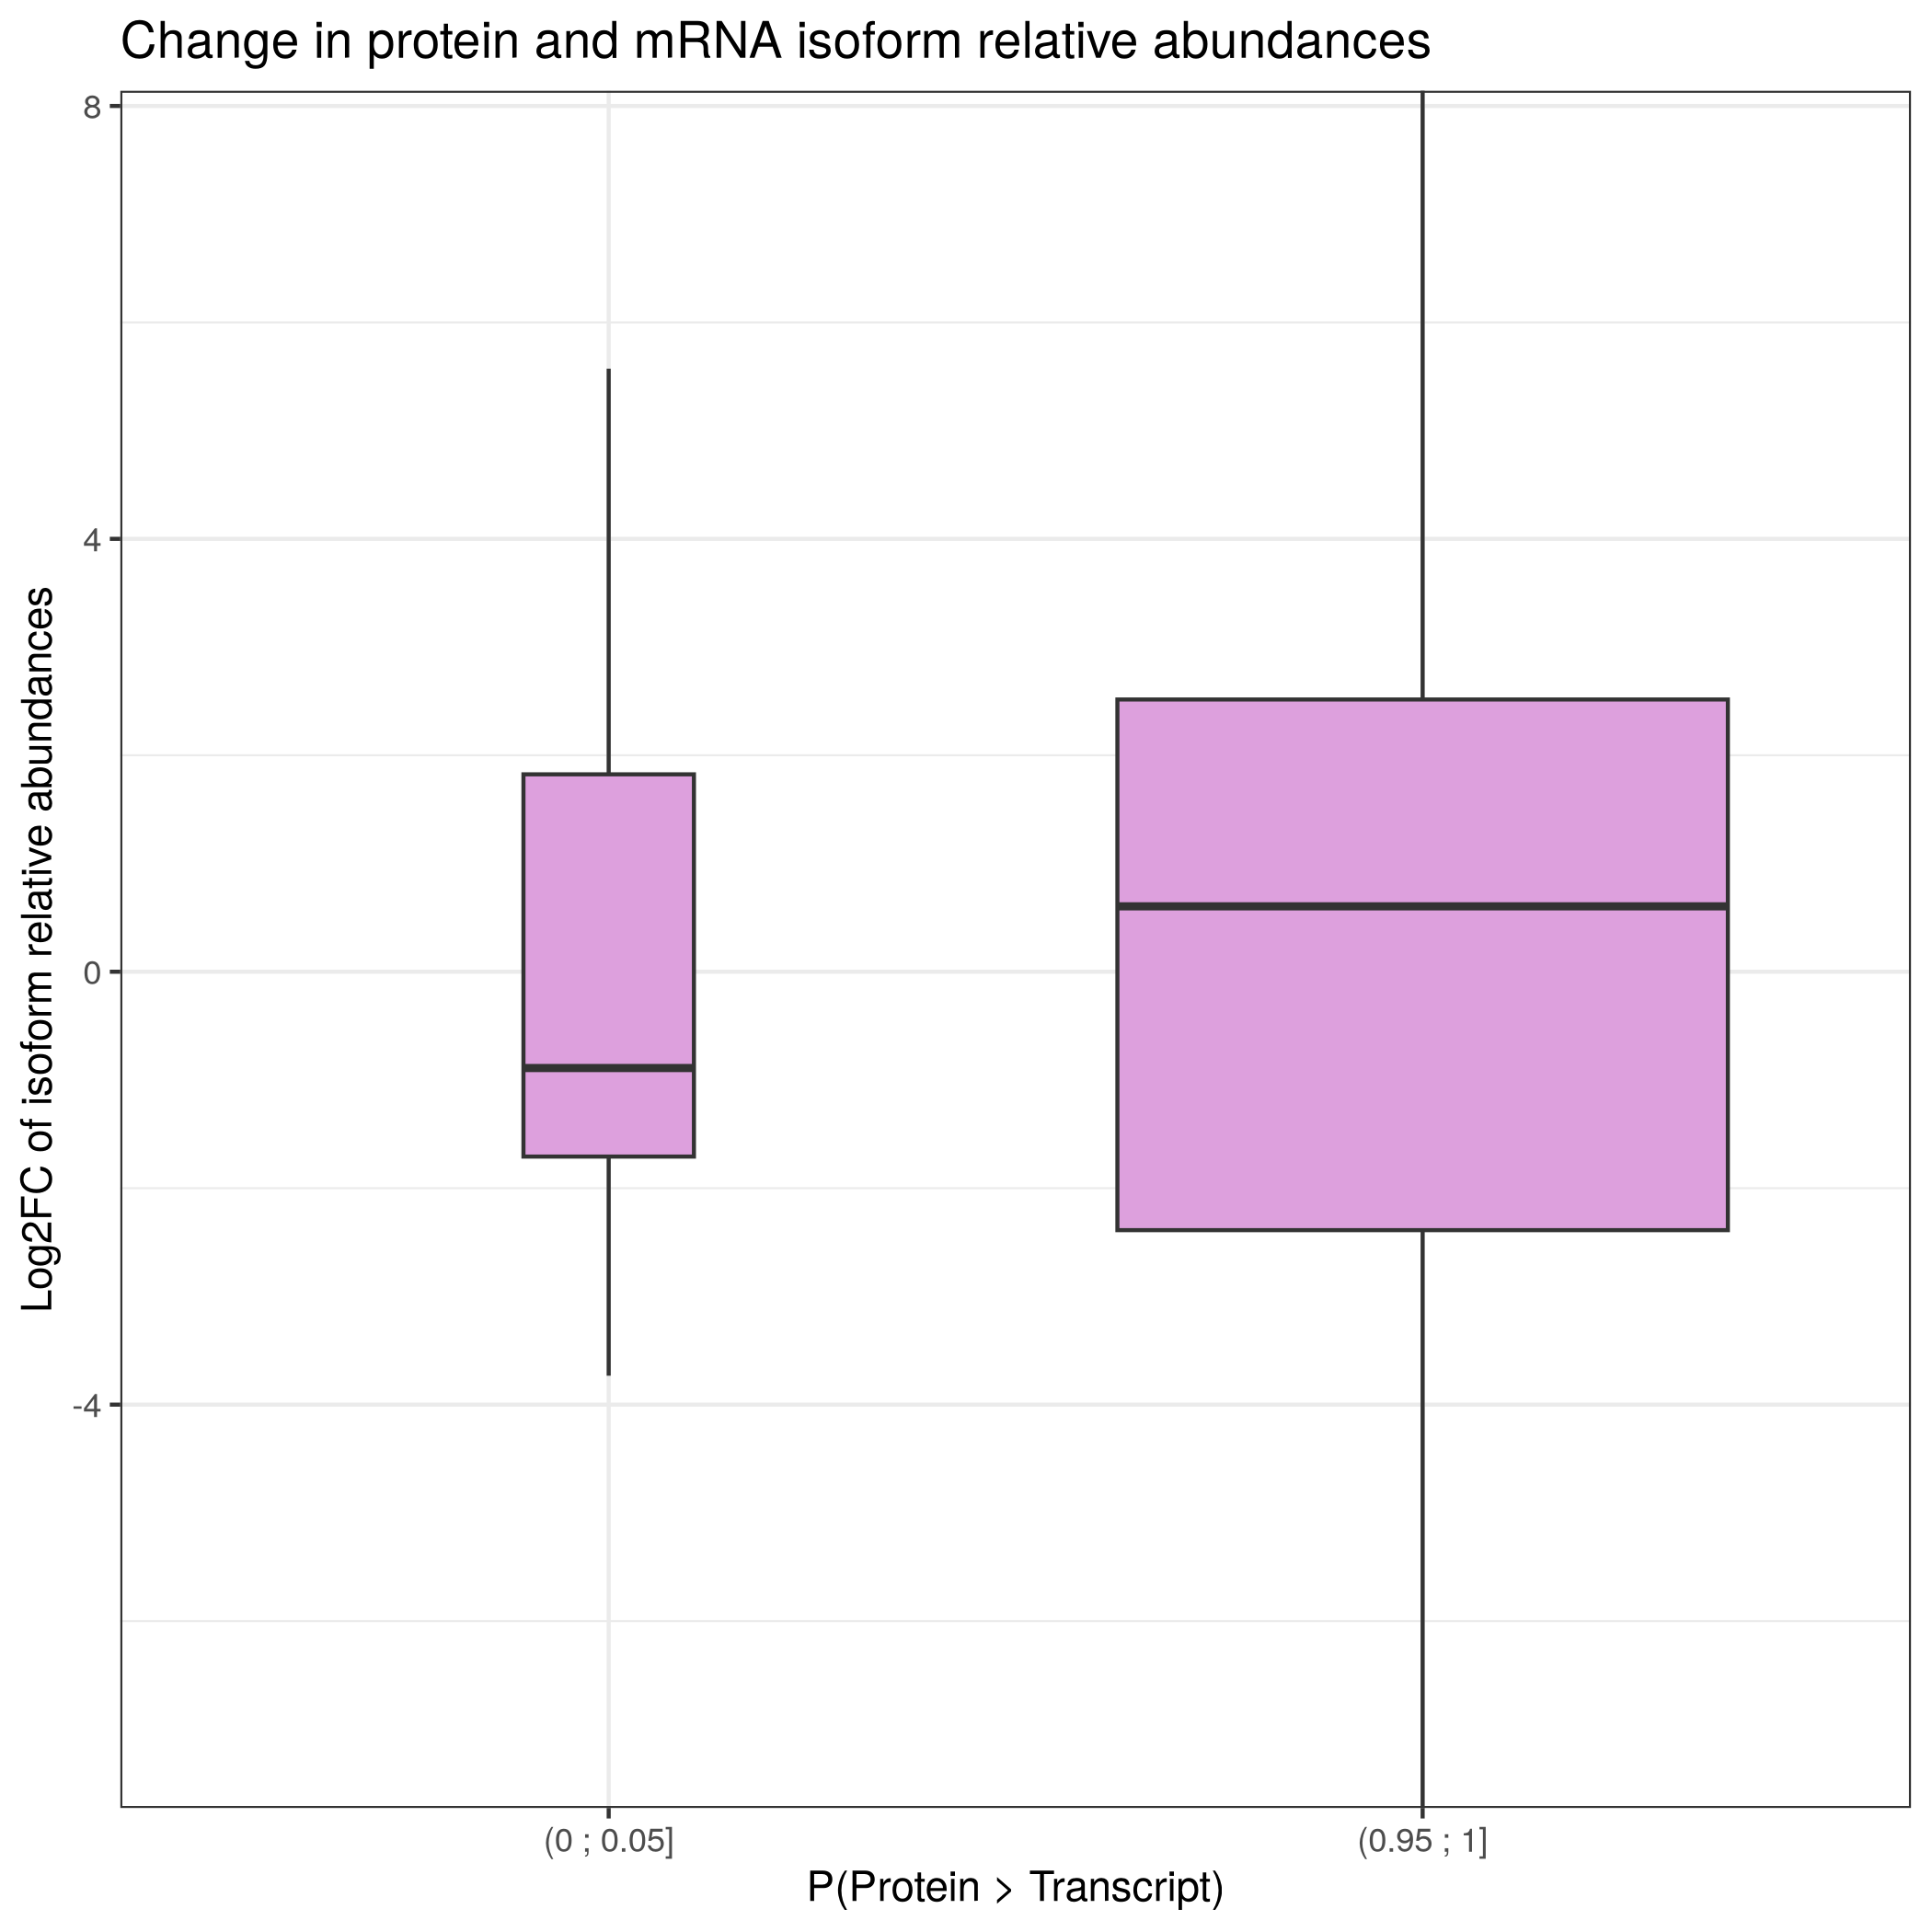 Change in protein and mRNA isoform relative abundances
Log2FC of isoform relative abundances
8
4
0
-4
(0 ; 0.05]
(0.95 ; 1]
P(Protein > Transcript)